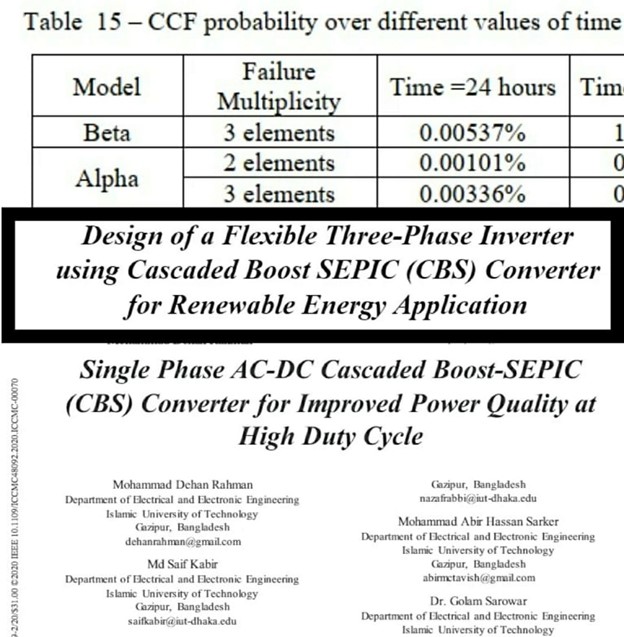 Table 15 – CCF probability over different values of time
Model
Failure
Multiplicity
Time =24 hours
Beta
3 elements
0.00537%
1
Alpha
2 elements
0.00101%
0
3 elements
0.00336%
0
Design of a Flexible Three-Phase Inverter
using Cascaded Boost SEPIC (CBS) Converter
for Renewable Energy Application
Single Phase AC-DC Cascaded Boost-SEPIC
(CBS) Converter for Improved Power Quality at
High Duty Cycle
Mohammad Dehan Rahman
Department of Electrical and Electronic Engineering
Islamic University of Technology
Gazipur, Bangladesh
dehanrahman@gmail.com
Md Saif Kabir
Department of Electrical and Electronic Engineering
Islamic University of Technology
Gazipur, Bangladesh
saifkabir@iut-dhaka.edu
Gazipur, Bangladesh
nazafrabbi@iut-dhaka.edu
Mohammad Abir Hassan Sarker
Department of Electrical and Electronic Engineering
Islamic University of Technology
Gazipur, Bangladesh
abirmctavish@gmail.com
Dr. Golam Sarowar
Department of Electrical and Electronic Engineering
Islamic University of Technology
9-2/20/$31.00 ©2020 IEEE 10.1109/ICCMC48092.2020.ICCMC-00070